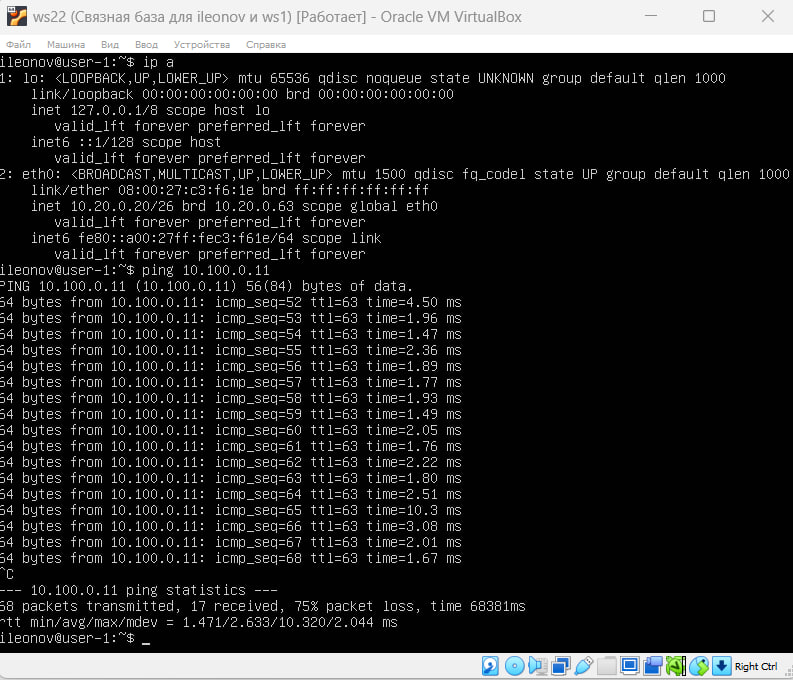 ws22 (Связная база для ileonov и ws1) [Работает] - Oracle VM VirtualBox
Файл Машина Вид Ввод Устройства Справка
ileonov@user-1:~$ ip a
1: lo: <LOOPBACK,UP,LOWER_UP> mtu 65536 qdisc noqueue state UNKNOWN group default qlen 1000
link/loopback 00:00:00:00:00:00 brd 00:00:00:00:00:00
inet 127.0.0.1/8 scope host lo
valid_lft forever preferred_lft forever
inet6 ::1/128 scope host
valid_lft forever preferred_lft forever
2: eth0: <BROADCAST,MULTICAST,UP,LOWER_UP> mtu 1500 qdisc fq_codel state UP group default qlen 1000
link/ether 08:00:27:c3:f6:1e brd ff:ff:ff:ff:ff:ff
inet 10.20.0.20/26 brd 10.20.0.63 scope global eth0
valid_lft forever preferred_lft forever
inet6 fe80::a00:27ff:fec3:f61e/64 scope link
valid_lft forever preferred_lft forever
ileonov@user-1:~$ ping 10.100.0.11
PING 10.100.0.11 (10.100.0.11) 56(84) bytes of data.
64 bytes from 10.100.0.11: icmp_seq=52 ttl=63 time=4.50 ms
64 bytes from 10.100.0.11: icmp_seq=53 ttl=63 time=1.96 ms
64 bytes from 10.100.0.11: icmp_seq=54 ttl=63 time=1.47 ms
64 bytes from 10.100.0.11: icmp_seq=55 ttl=63 time=2.36 ms
64 bytes from 10.100.0.11: icmp_seq=56 ttl=63 time=1.89 ms
64 bytes from 10.100.0.11: icmp_seq=57 ttl=63 time=1.77 ms
64 bytes from 10.100.0.11: icmp_seq=58 ttl=63 time=1.93 ms
64 bytes from 10.100.0.11: icmp_seq=59 ttl=63 time=1.49 ms
64 bytes from 10.100.0.11: icmp_seq=60 ttl=63 time=2.05 ms
64 bytes from 10.100.0.11: icmp_seq=61 ttl=63 time=1.76 ms
64 bytes from 10.100.0.11: icmp_seq=62 ttl=63 time=2.22 ms
64 bytes from 10.100.0.11: icmp_seq=63 ttl=63 time=1.80 ms
64 bytes from 10.100.0.11: icmp_seq=64 ttl=63 time=2.51 ms
64 bytes from 10.100.0.11: icmp_seq=65 ttl=63 time=10.3 ms
64 bytes from 10.100.0.11: icmp_seq=66 ttl=63 time=3.08 ms
64 bytes from 10.100.0.11: icmp_seq=67 ttl=63 time=2.01 ms
64 bytes from 10.100.0.11: icmp_seq=68 ttl=63 time=1.67 ms
^C
--- 10.100.0.11 ping statistics ---
68 packets transmitted, 17 received, 75% packet loss, time 68381ms
rtt min/avg/max/mdev = 1.471/2.633/10.320/2.044 ms
ileonov@user-1:~$ _
Right Ctrl